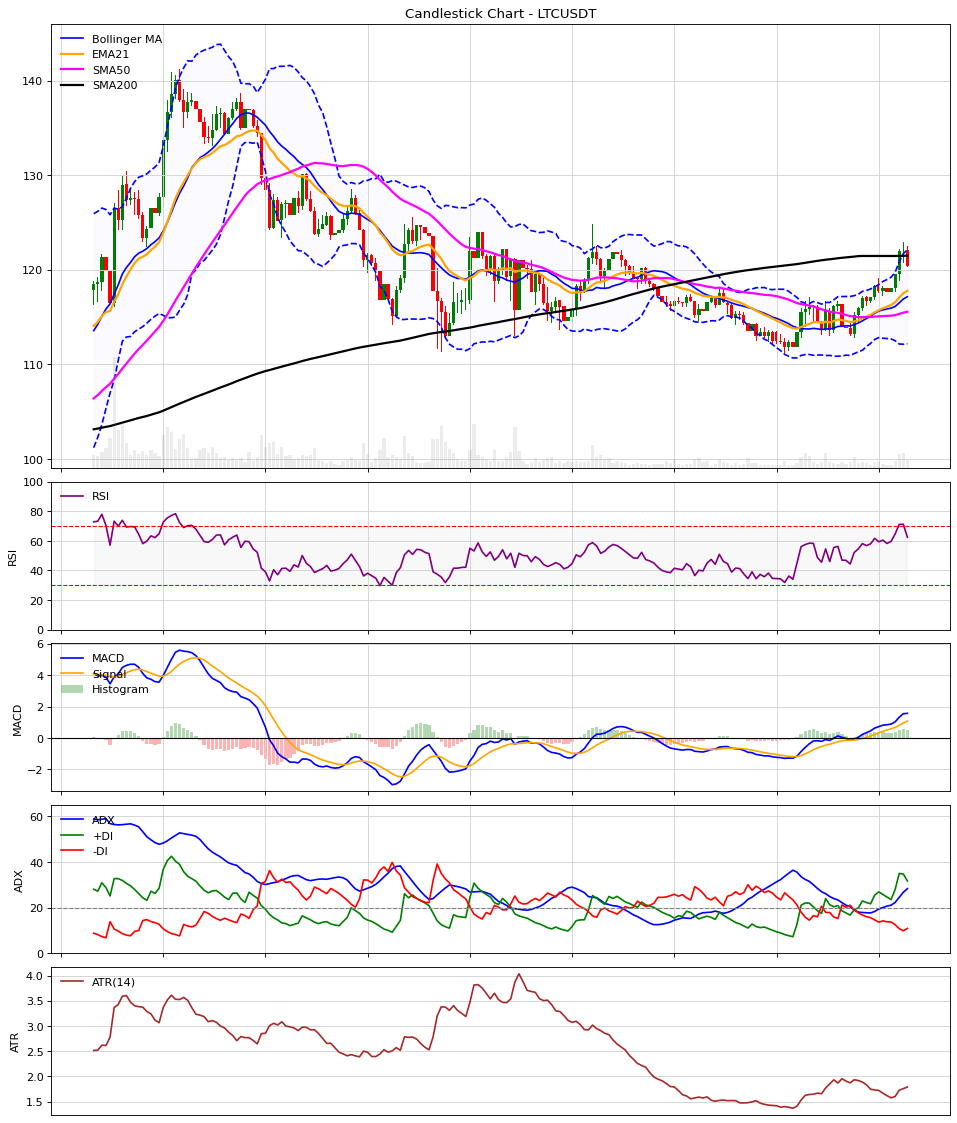 Candlestick Chart - LTCUSDT
Bollinger MA
EMA21
SMA50
SMA200
140
130
120
110
100
RSI
RSI
100
80
60
40
20
0
MACD
Signal
Histogram
MACD
6
4
2
0
−2
ADX
+DI
-DI
ADX
60
40
20
0
ATR(14)
ATR
4.0
3.5
3.0
2.5
2.0
1.5